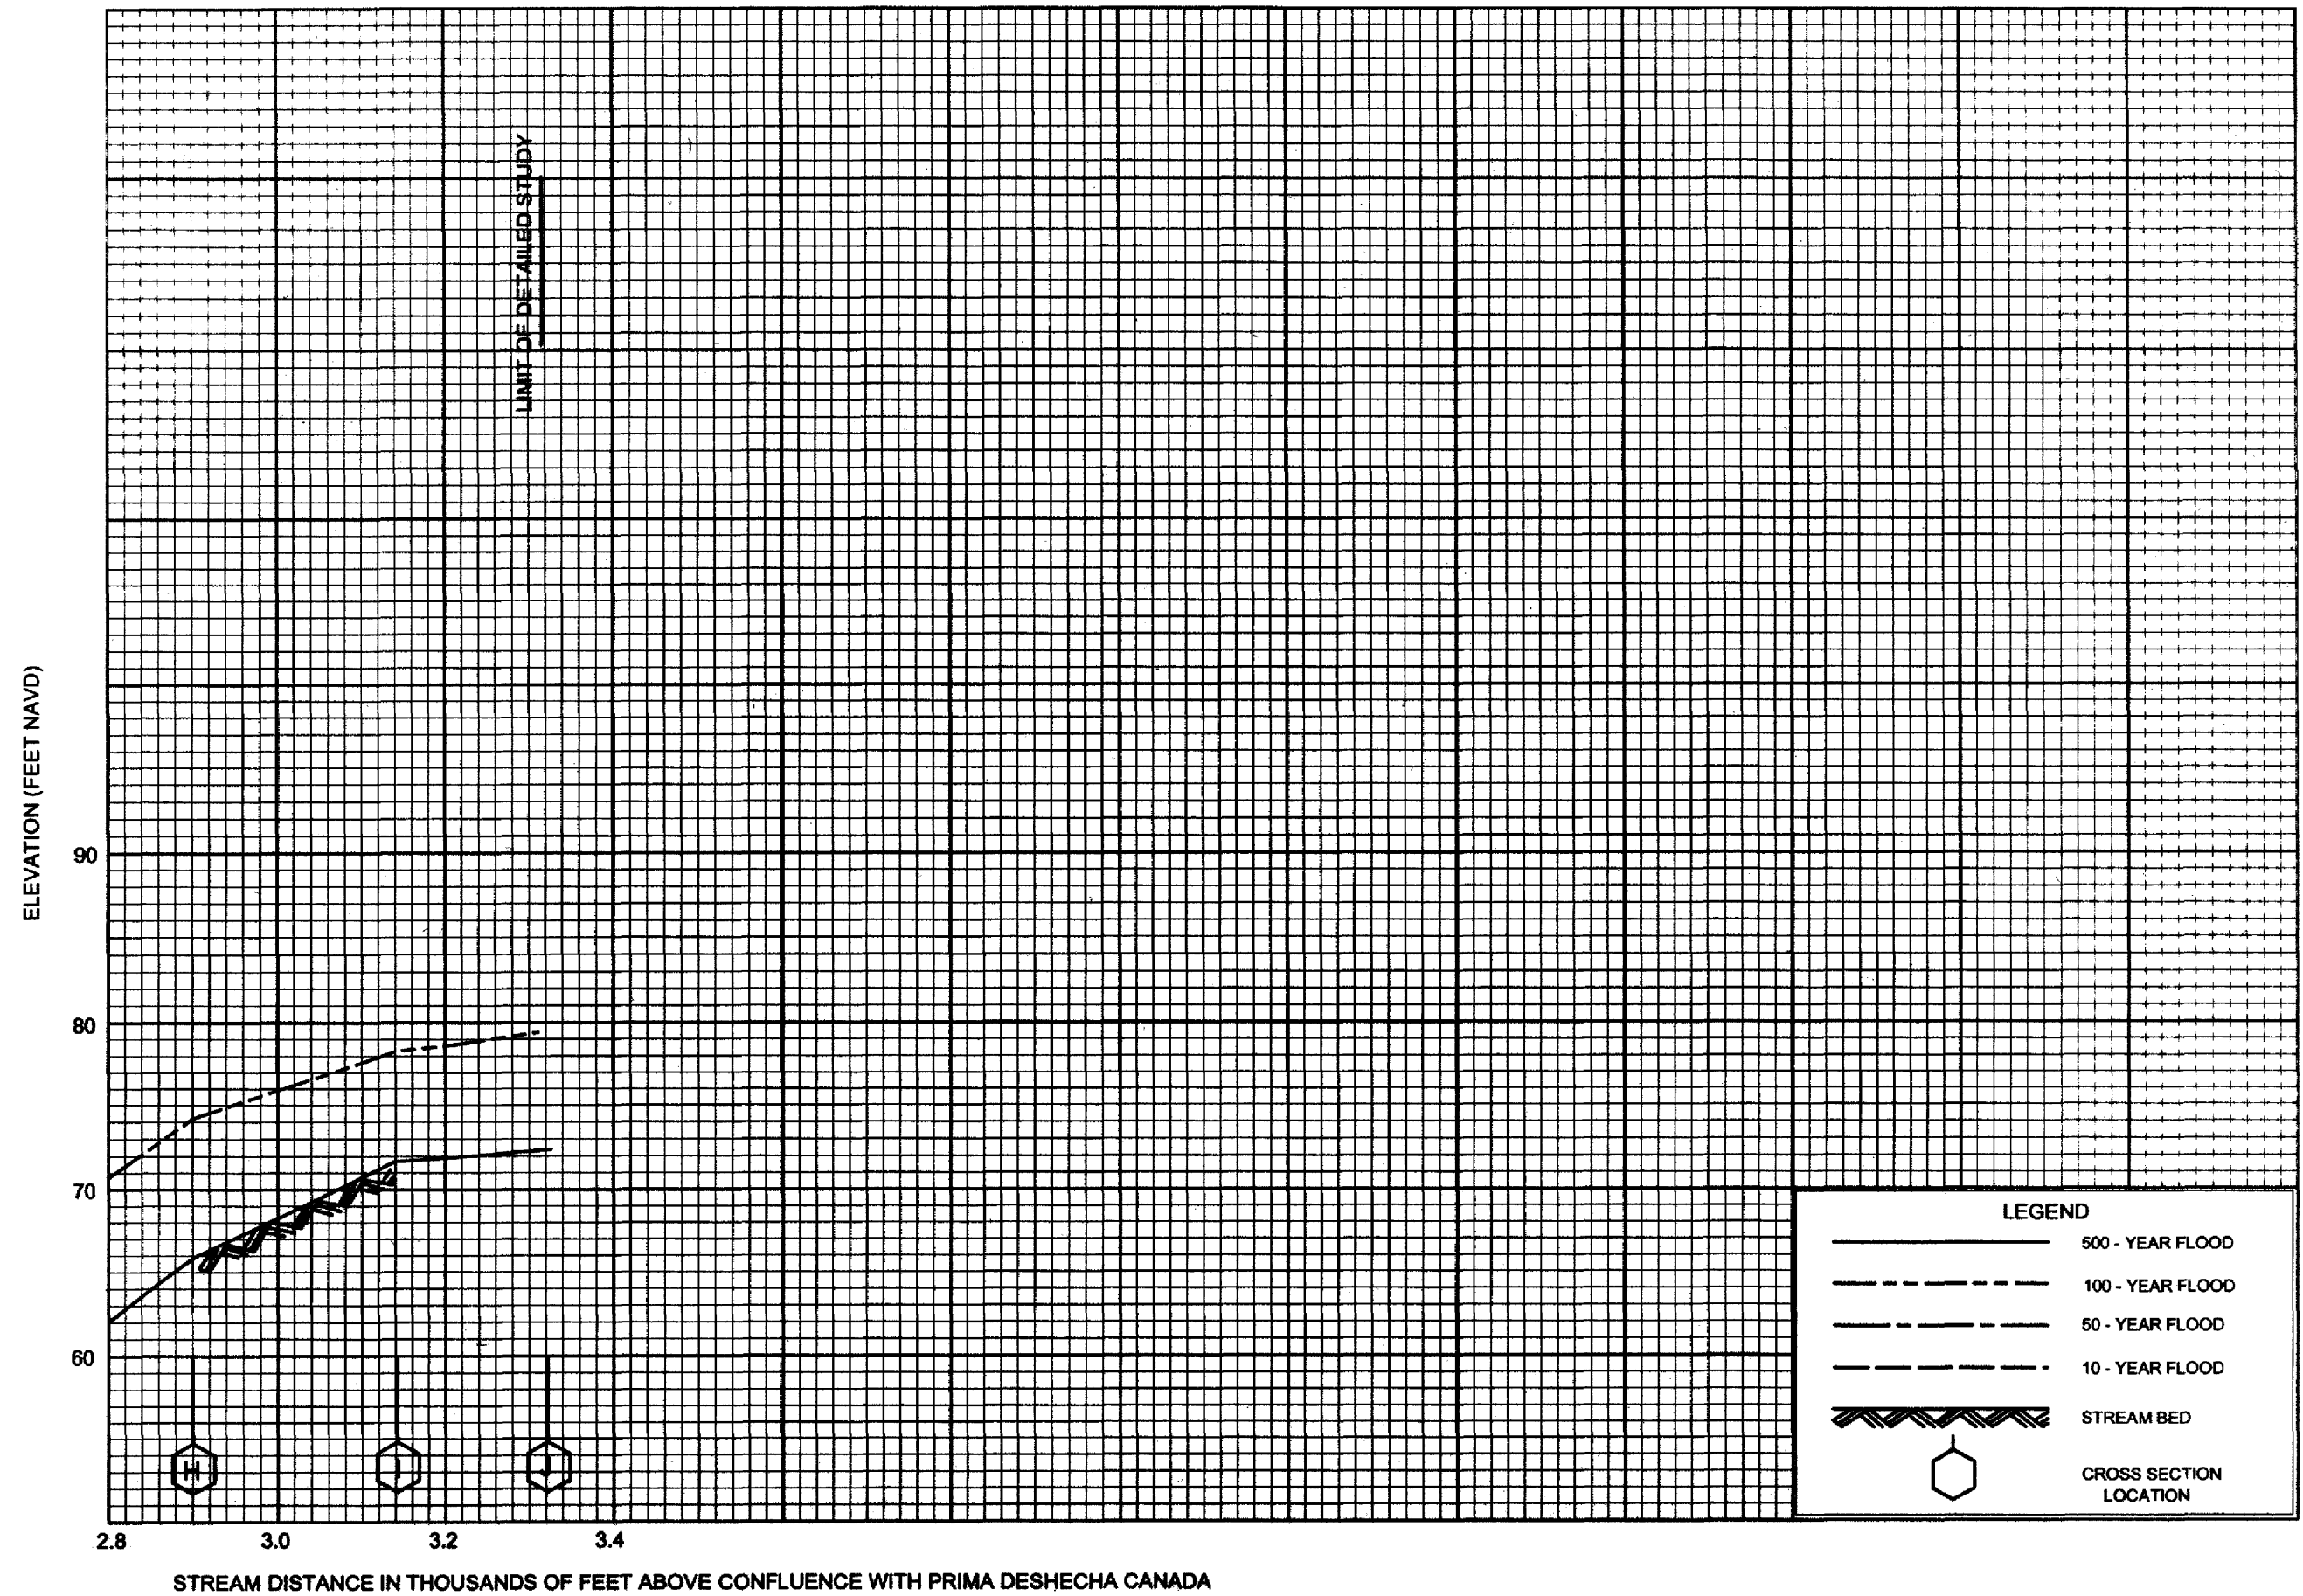 LIMIT OF DETAILED STUDY
ELEVATION (FEET NAVD)
90
80
70
60
H
I
J
2.8
3.0
3.2
3.4
STREAM DISTANCE IN THOUSANDS OF FEET ABOVE CONFLUENCE WITH PRIMA DESHECHA CANADA
LEGEND
500 - YEAR FLOOD
100 - YEAR FLOOD
50 - YEAR FLOOD
10 - YEAR FLOOD
STREAM BED
CROSS SECTION
LOCATION